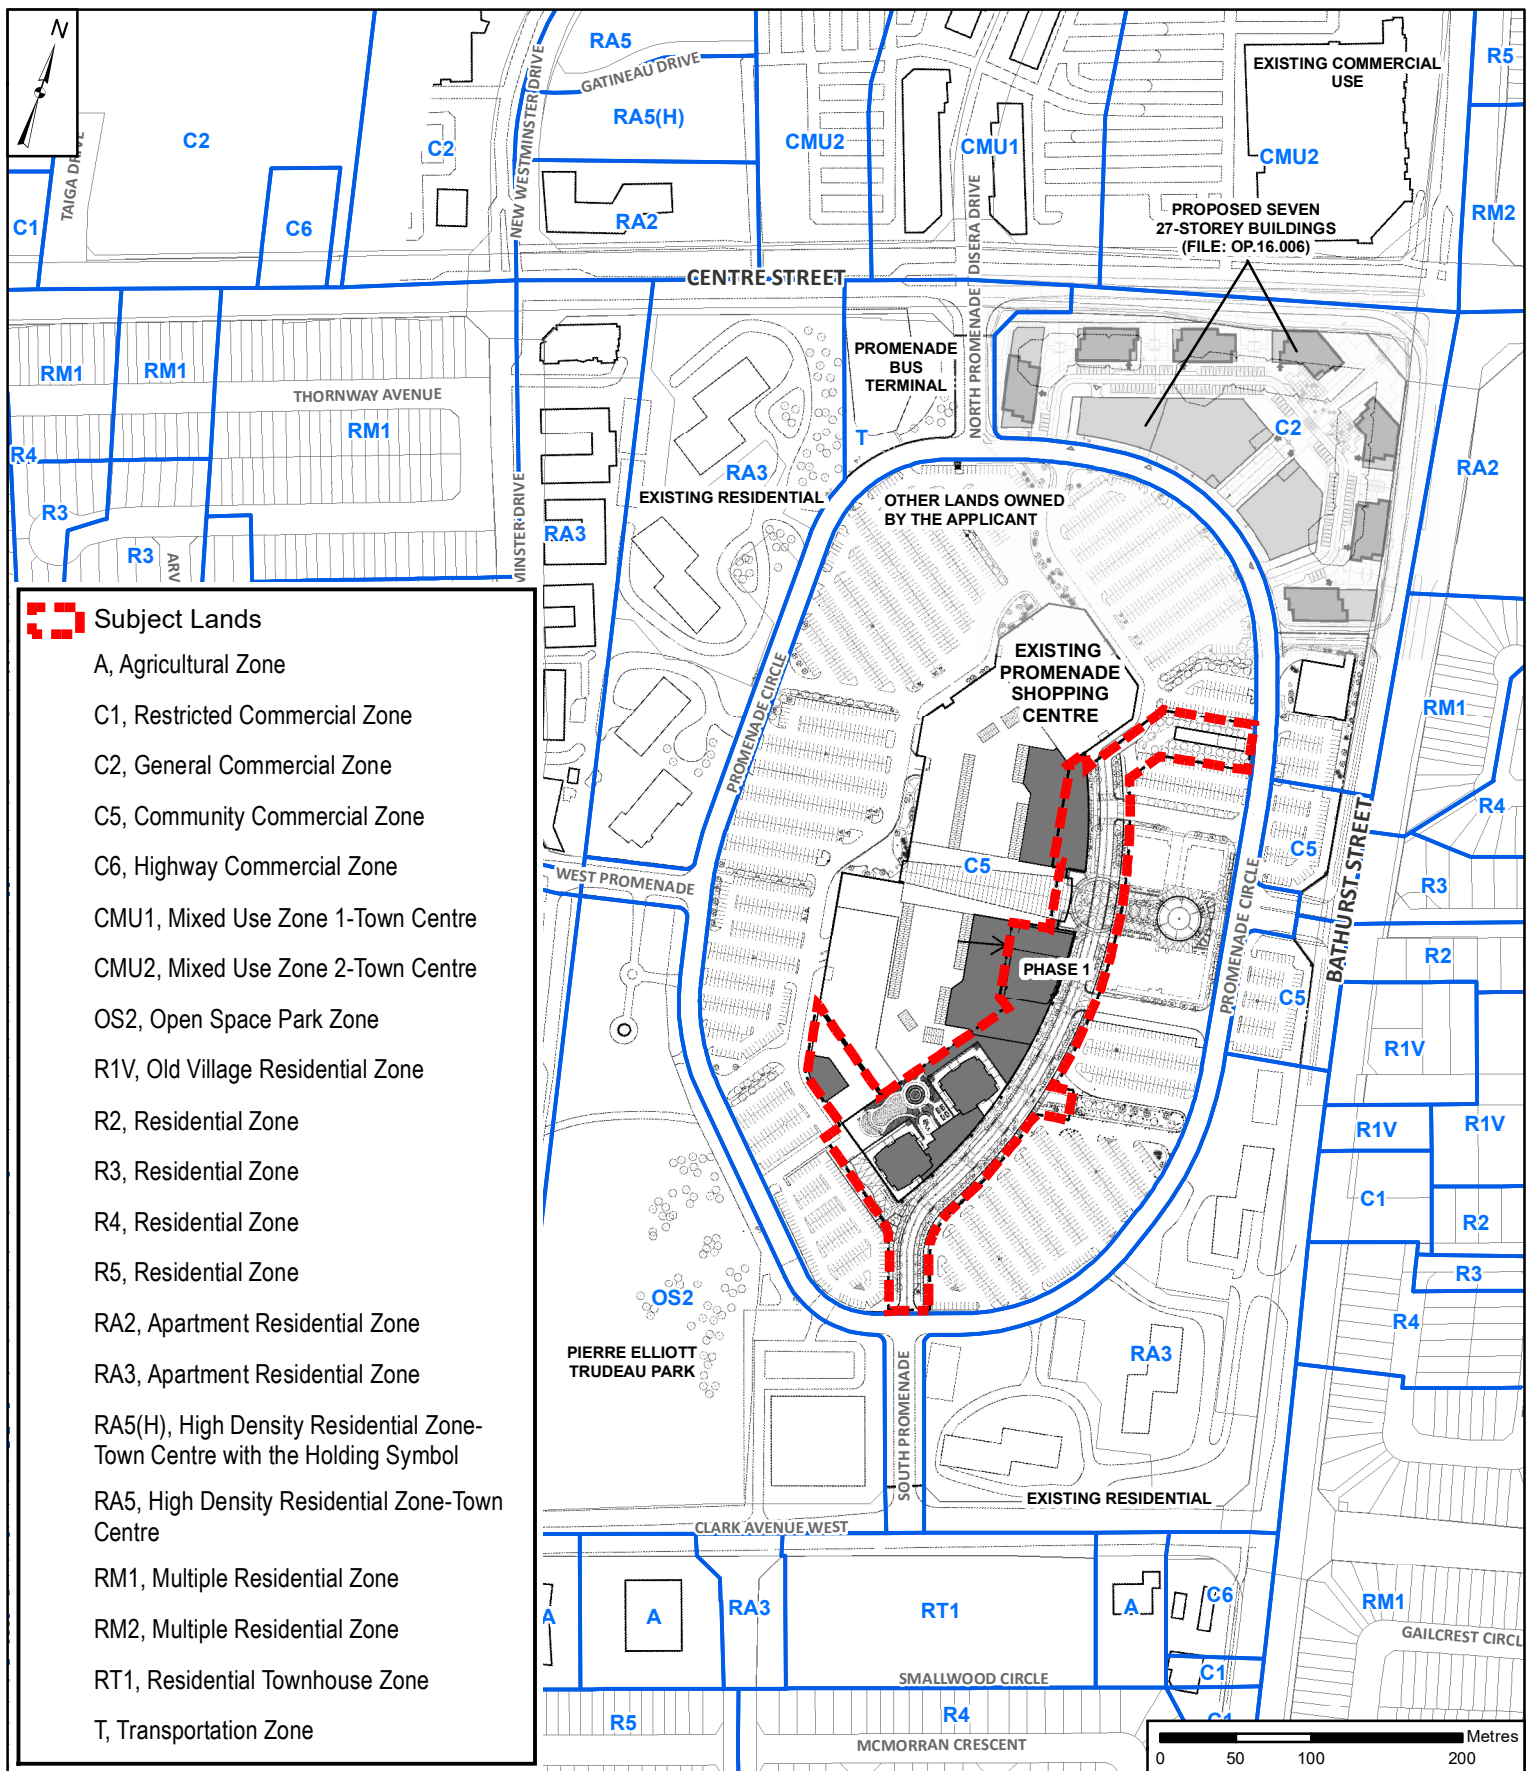 N
RA5
GATINEAU DRIVE
RA5(H)
NEW WESTMINSTER DRIVE
C2
C2
TAIGA DRIVE
C1
C6
RA2
CMU2
CMU1
EXISTING COMMERCIAL
USE
CMU2
R5
RM2
PROPOSED SEVEN
27-STOREY BUILDINGS
(FILE: OP.16.006)
DISERA DRIVE
NORTH PROMENADE
CENTRE STREET
PROMENADE
BUS
TERMINAL
T
RM1
RM1
THORNWAY AVENUE
RM1
R4
R3
R3
ARV
MINSTER DRIVE
RA3
RA3
EXISTING RESIDENTIAL
OTHER LANDS OWNED
BY THE APPLICANT
C2
RA2
EXISTING
PROMENADE
SHOPPING
CENTRE
PROMENADE CIRCLE
RM1
R4
C5
C5
BATHURST STREET
R3
WEST PROMENADE
PROMENADE CIRCLE
PHASE 1
R2
C5
R1V
R1V
R1V
C1
R2
R3
R4
OS2
PIERRE ELLIOTT
TRUDEAU PARK
SOUTH PROMENADE
RA3
EXISTING RESIDENTIAL
CLARK AVENUE WEST
A
A
RA3
RT1
A
C6
RM1
GAILCREST CIRCL
SMALLWOOD CIRCLE
C1
R5
R4
C1
MCMORRAN CRESCENT
Subject Lands
A, Agricultural Zone
C1, Restricted Commercial Zone
C2, General Commercial Zone
C5, Community Commercial Zone
C6, Highway Commercial Zone
CMU1, Mixed Use Zone 1-Town Centre
CMU2, Mixed Use Zone 2-Town Centre
OS2, Open Space Park Zone
R1V, Old Village Residential Zone
R2, Residential Zone
R3, Residential Zone
R4, Residential Zone
R5, Residential Zone
RA2, Apartment Residential Zone
RA3, Apartment Residential Zone
RA5(H), High Density Residential Zone-
Town Centre with the Holding Symbol
RA5, High Density Residential Zone-Town
Centre
RM1, Multiple Residential Zone
RM2, Multiple Residential Zone
RT1, Residential Townhouse Zone
T, Transportation Zone
Metres
0 50 100 200